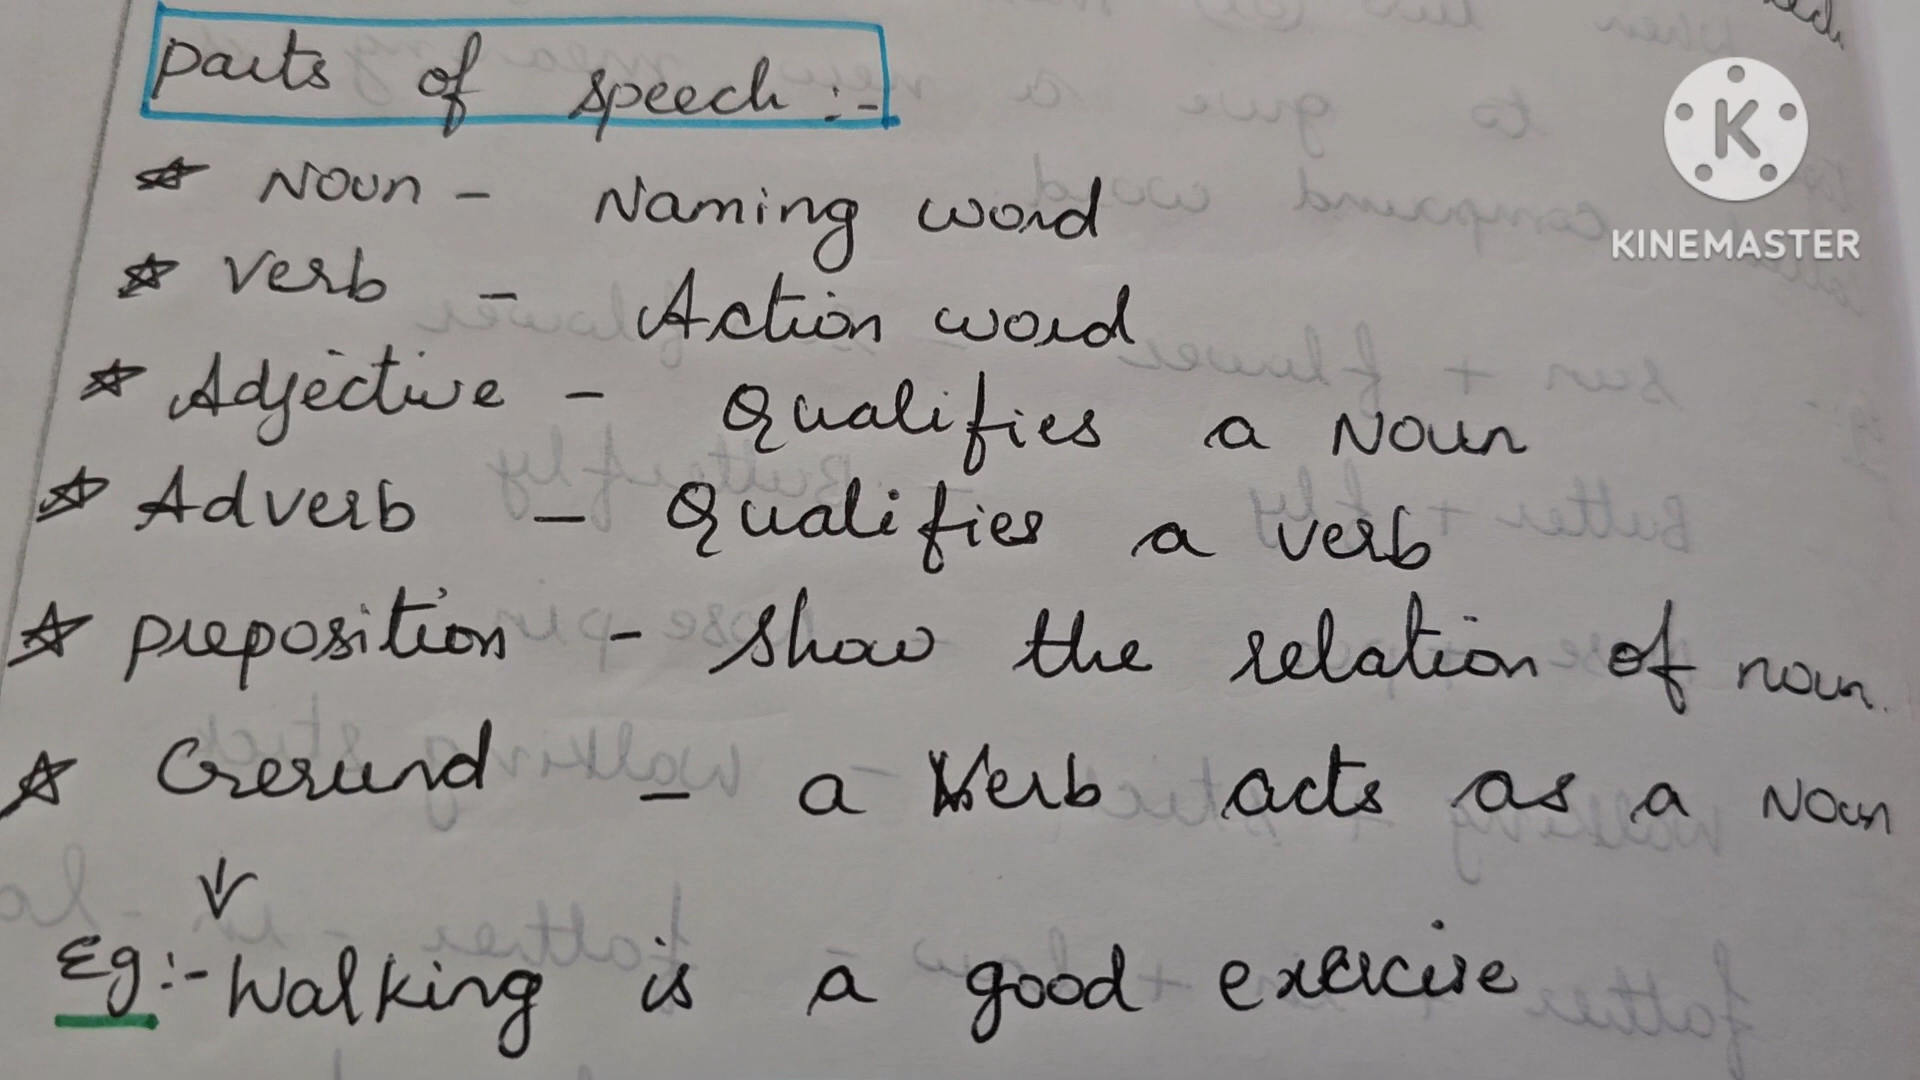 Parts of speech :-
Noun - Naming word
Verb - Action word
Adjective - Qualifies a Noun
Adverb - Qualifies a verb
preposition - Show the relation of noun.
Gerund - a Verb acts as a Noun
Eg:- Walking is a good exercise
KINEMASTER